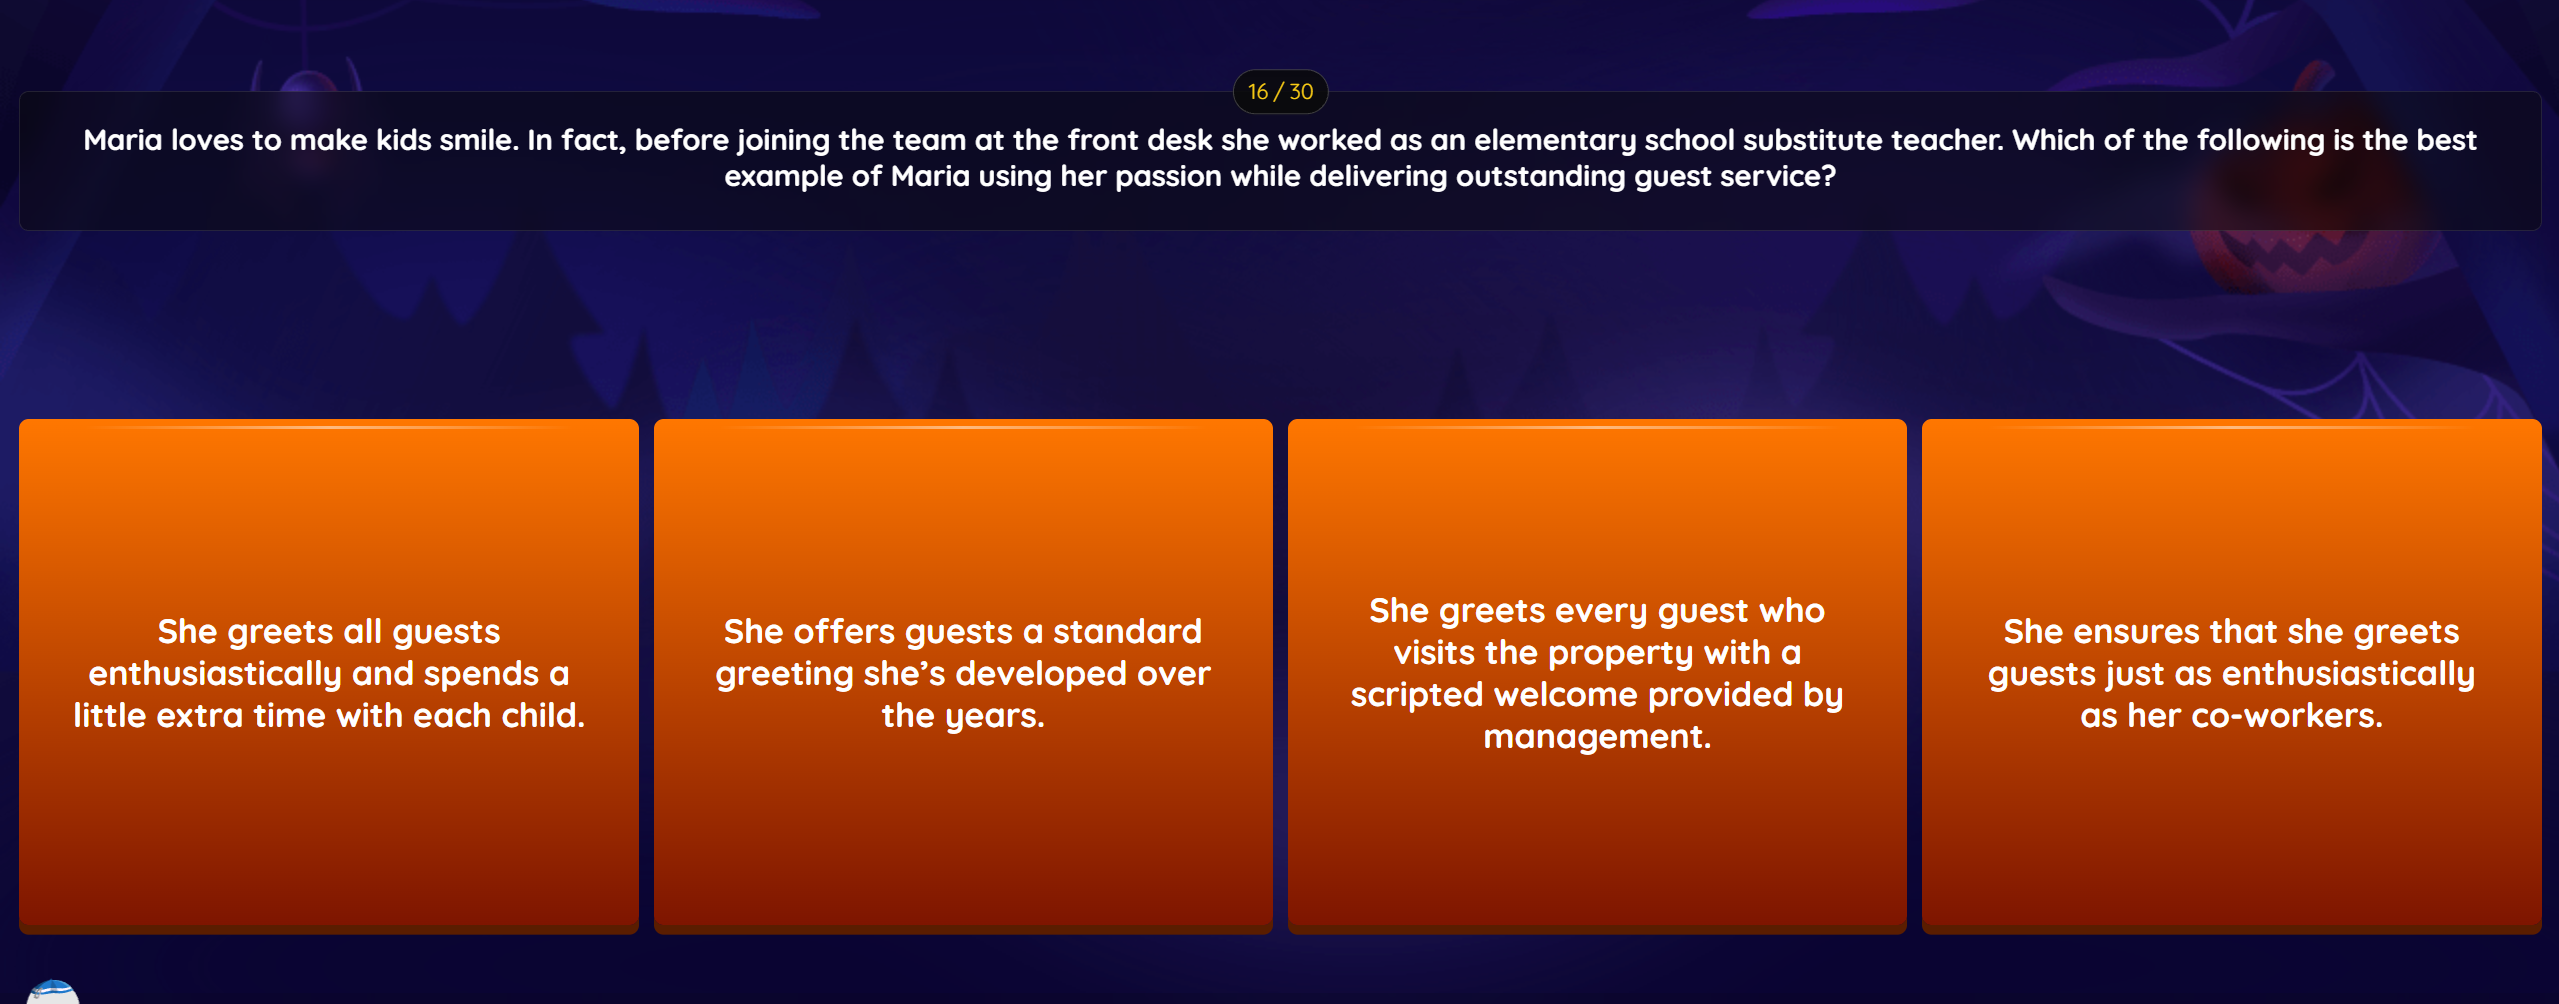 16 / 30
Maria loves to make kids smile. In fact, before joining the team at the front desk she worked as an elementary school substitute teacher. Which of the following is the best
example of Maria using her passion while delivering outstanding guest service?
She greets all guests
enthusiastically and spends a
little extra time with each child.
She offers guests a standard
greeting she’s developed over
the years.
She greets every guest who
visits the property with a
scripted welcome provided by
management.
She ensures that she greets
guests just as enthusiastically
as her co-workers.